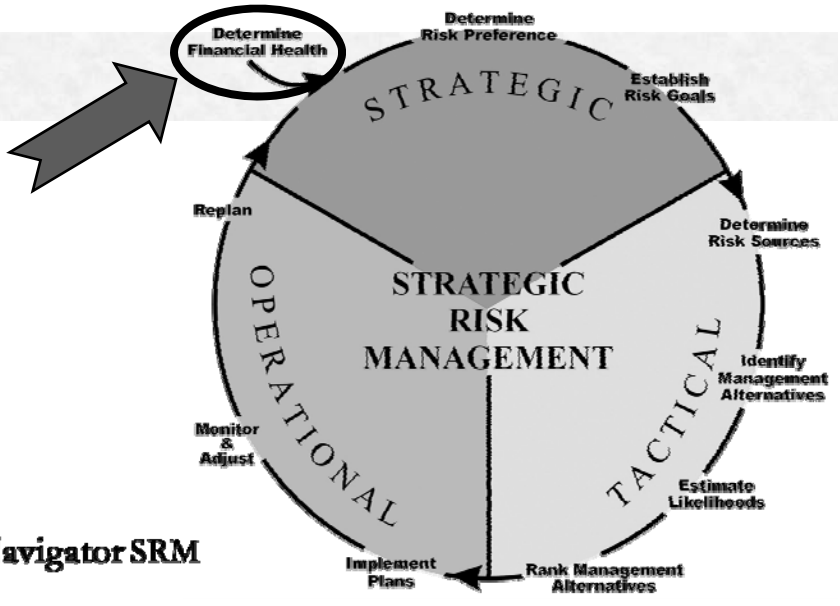 Determine
Financial Health
Determine
Risk Preference
Establish
Risk Goals
STRATEGIC
Replan
Determine
Risk Sources
STRATEGIC
RISK
MANAGEMENT
OPERATIONAL
TACTICAL
Identify
Management
Alternatives
Monitor
&
Adjust
Estimate
Likelihoods
avigator SRM
Implement
Plans
Rank Management
Alternatives